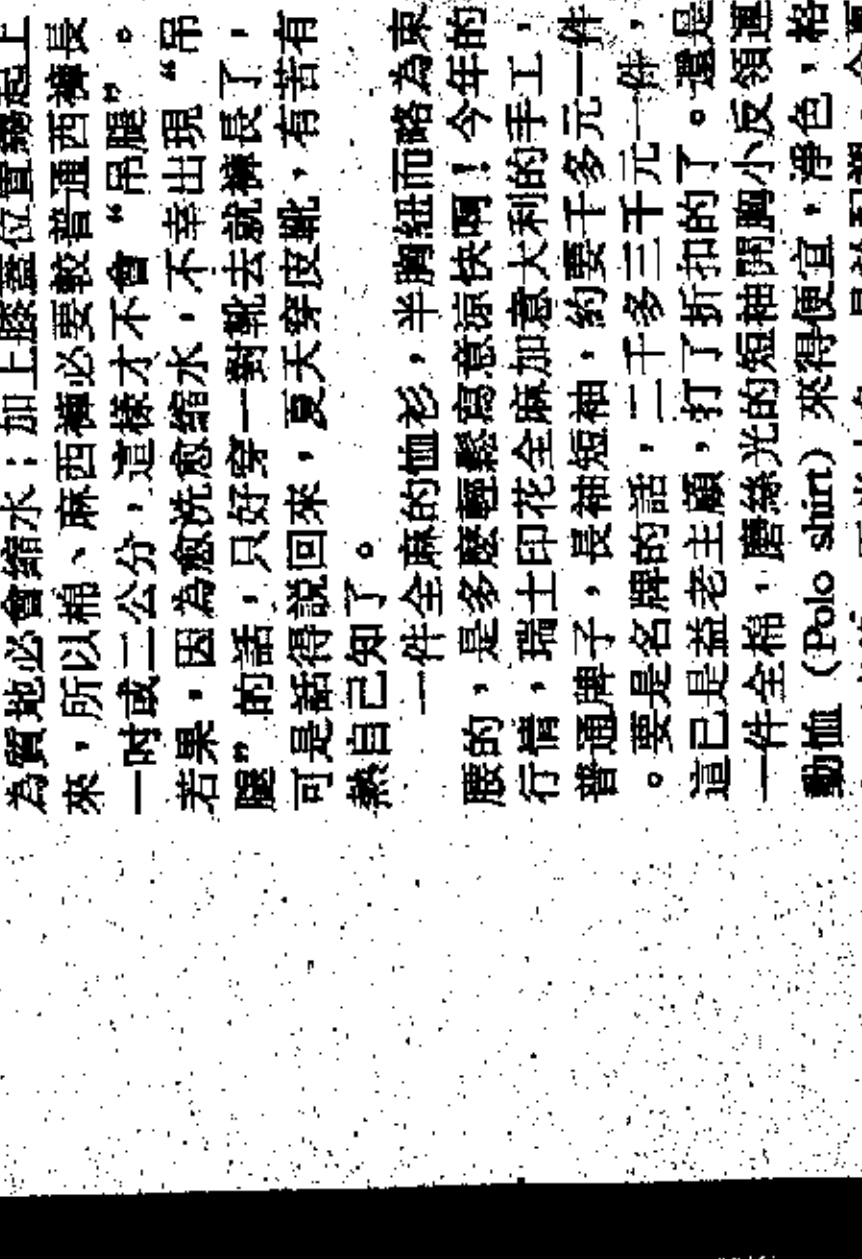 為質地必會縮水；加上膝蓋位置縐起上
來，所以棉、麻西褲必要較普通西褲長
一吋或二公分，這樣才不會“吊腿”。
若果，因為愈洗愈縮水，不幸出現“吊
腿”的話，只好穿一對靴去就褲長了，
可是話得說回來，夏天穿皮靴，有苦有
熱自己知了。
一件全麻的恤衫，半胸紐而略為束
腰的，是多麼輕鬆寫意涼快啊！今年的
行情，瑞士印花全麻加意大利的手工，
普通牌子，長袖短袖，約要千多元一件
。要是名牌的話，二千多三千元一件，
這已是益老主顧，打了折扣的了。還是
一件全棉，磨絲光的短袖開胸小反領運
動恤（Polo shirt）來得便宜，淨色，格